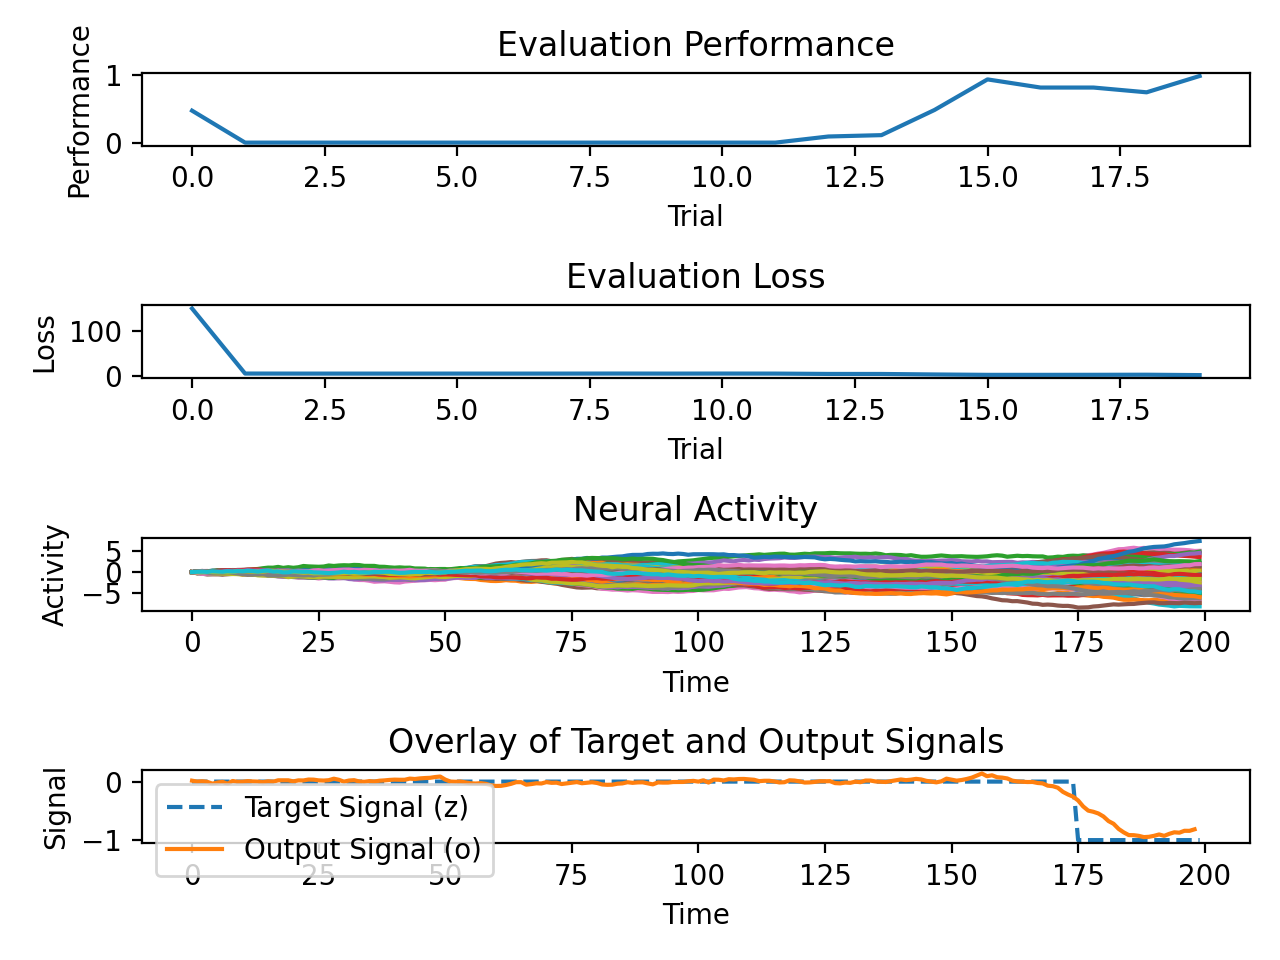 Evaluation Performance
Performance
1
0
0.0 2.5 5.0 7.5 10.0 12.5 15.0 17.5
Trial
Evaluation Loss
Loss
100
0
0.0 2.5 5.0 7.5 10.0 12.5 15.0 17.5
Trial
Neural Activity
Activity
5
0
−5
0 25 50 75 100 125 150 175 200
Time
Overlay of Target and Output Signals
Signal
0
−1
Target Signal (z)
Output Signal (o)
0 25 50 75 100 125 150 175 200
Time